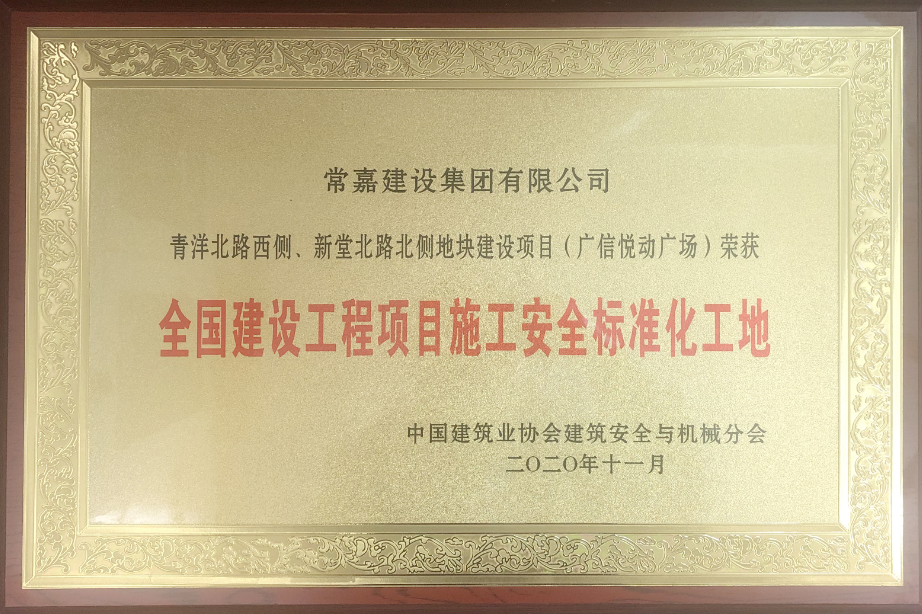 常嘉建设集团有限公司
青洋北路西侧、新堂北路北侧地块建设项目（广信悦动广场）荣获
全国建设工程项目施工安全标准化工地
中国建筑业协会建筑安全与机械分会
二〇二〇年十一月